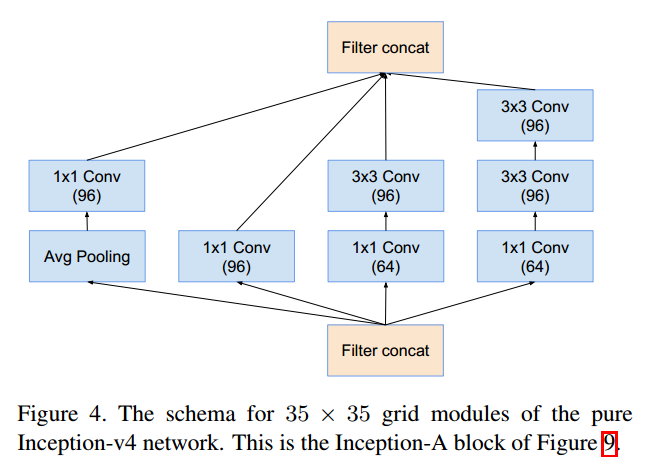 Filter concat
3x3 Conv
(96)
1x1 Conv
(96)
3x3 Conv
(96)
3x3 Conv
(96)
Avg Pooling
1x1 Conv
(96)
1x1 Conv
(64)
1x1 Conv
(64)
Filter concat
Figure 4. The schema for 35 × 35 grid modules of the pure
Inception-v4 network. This is the Inception-A block of Figure 9.